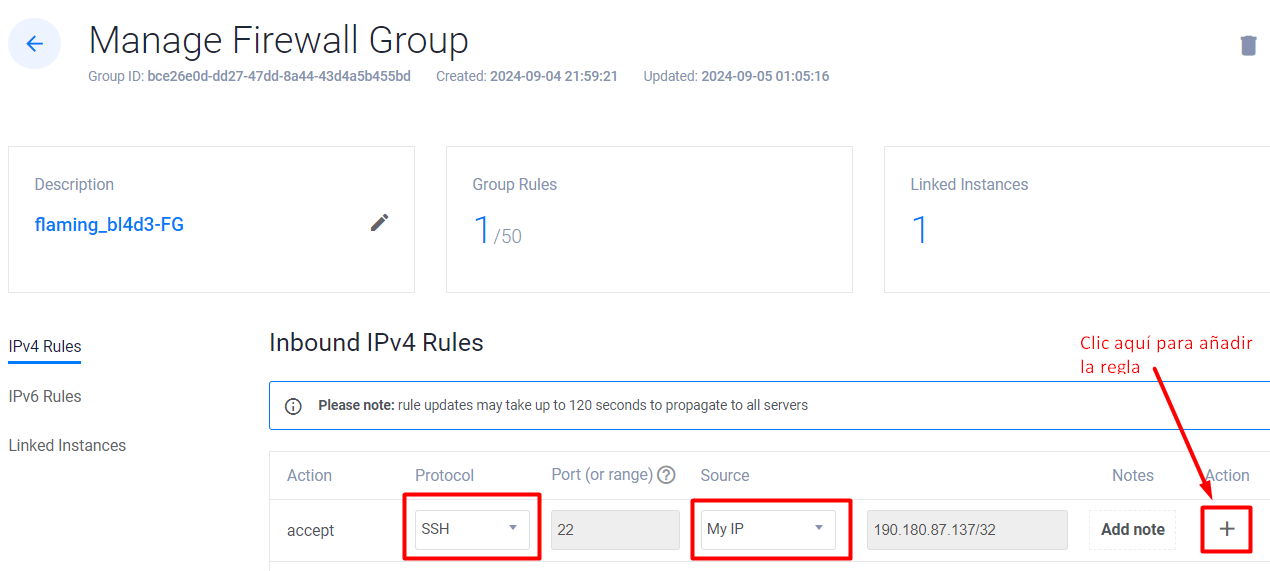 Manage Firewall Group
Group ID: bce26e0d-dd27-47dd-8a44-43d4a5b455bd Created: 2024-09-04 21:59:21 Updated: 2024-09-05 01:05:16
Description
flaming_bl4d3-FG
Group Rules
1/50
Linked Instances
1
IPv4 Rules
IPv6 Rules
Linked Instances
Inbound IPv4 Rules
Clic aquí para añadir
la regla
Please note: rule updates may take up to 120 seconds to propagate to all servers
Action Protocol Port (or range) ? Source Notes Action
accept SSH 22 My IP 190.180.87.137/32 Add note +